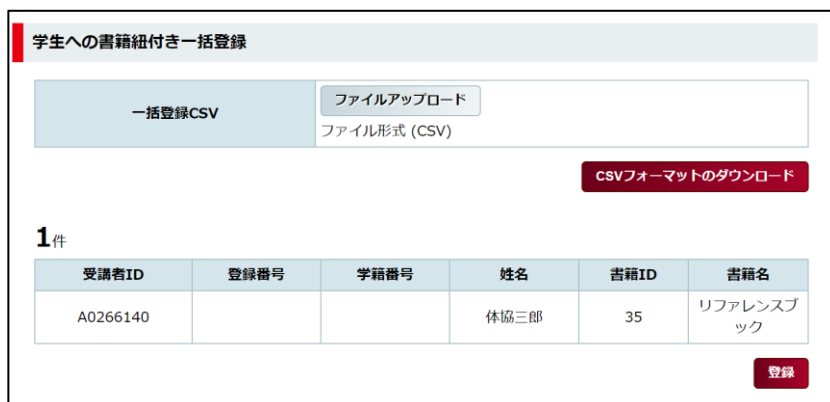 学生への書籍紐付き一括登録
一括登録CSV
ファイルアップロード
ファイル形式 (CSV)
CSVフォーマットのダウンロード
1件
受講者ID 登録番号 学籍番号 姓名 書籍ID 書籍名
A0266140 体協三郎 35 リファレンスブ
ック
登録